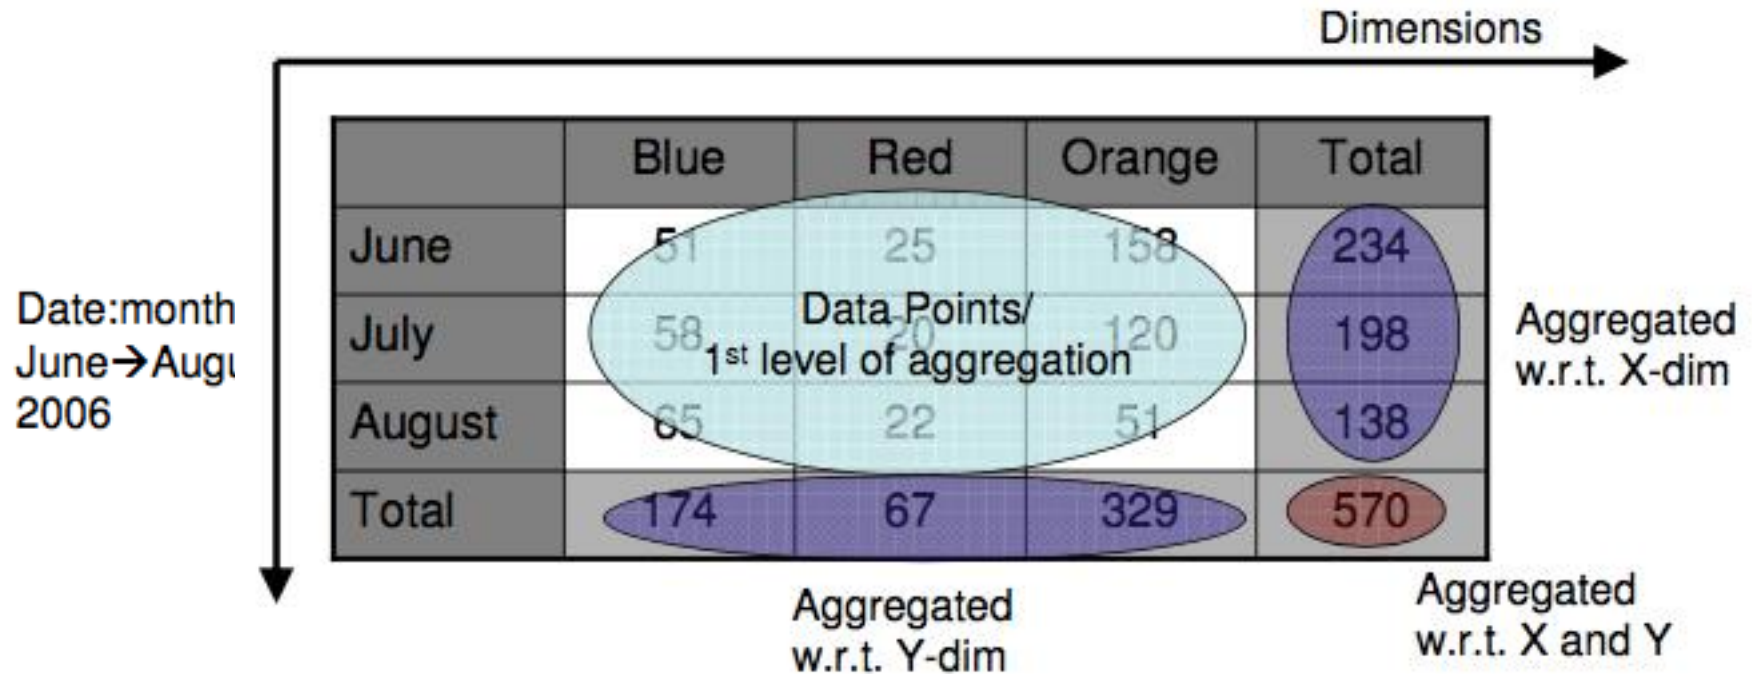 Dimensions
Blue Red Orange Total
June 51 25 158 234
July 58 20 120 198
August 65 22 51 138
Total 174 67 329 570
Data Points/
1st level of aggregation
Date:month
June→Augu
2006
Aggregated
w.r.t. X-dim
Aggregated
w.r.t. Y-dim
Aggregated
w.r.t. X and Y